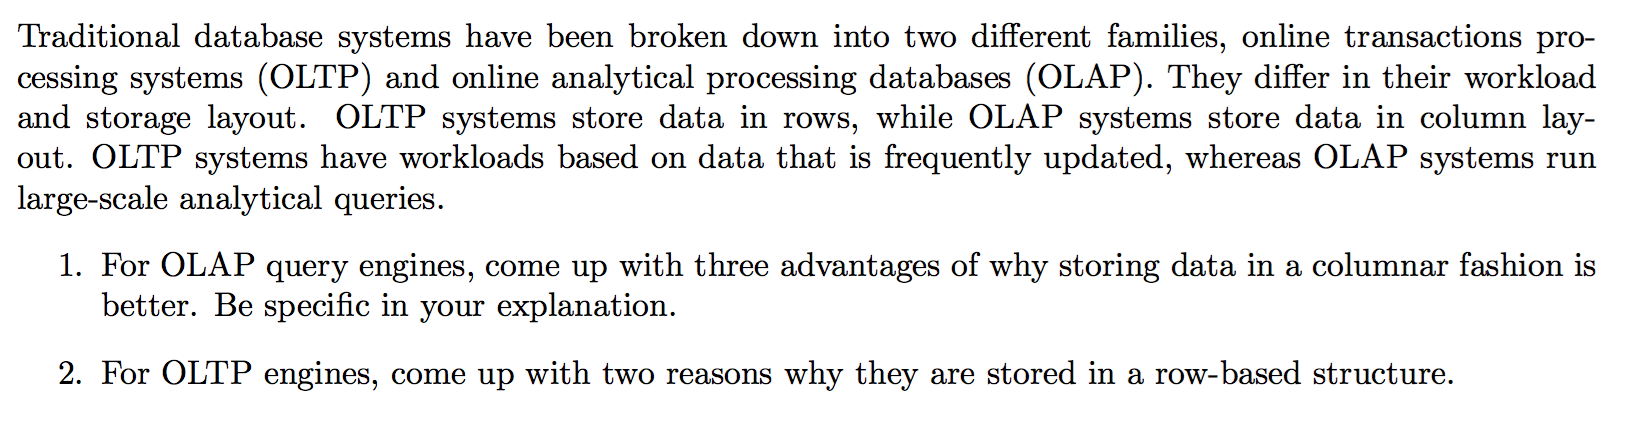 Traditional database systems have been broken down into two different families, online transactions pro-
cessing systems (OLTP) and online analytical processing databases (OLAP). They differ in their workload
and storage layout. OLTP systems store data in rows, while OLAP systems store data in column lay-
out. OLTP systems have workloads based on data that is frequently updated, whereas OLAP systems run
large-scale analytical queries.
1. For OLAP query engines, come up with three advantages of why storing data in a columnar fashion is
better. Be specific in your explanation.
2. For OLTP engines, come up with two reasons why they are stored in a row-based structure.